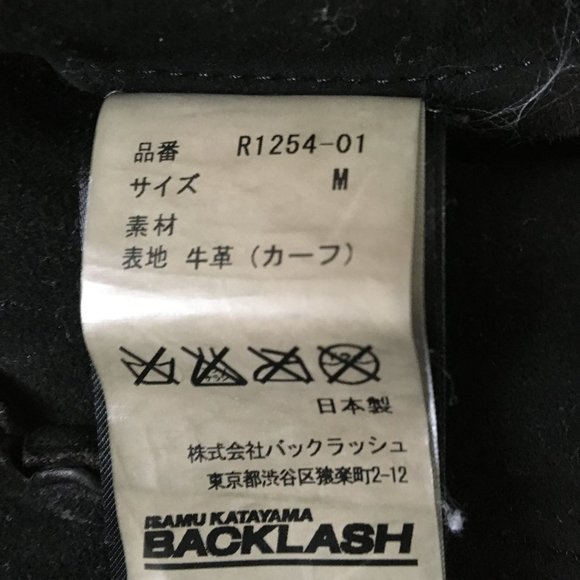 品番 R1254-01
サイズ M
素材
表地 牛革(カーフ)
日本製
株式会社バックラッシュ
東京都渋谷区猿楽町2-12
ISAMU KATAYAMA
BACKLASH